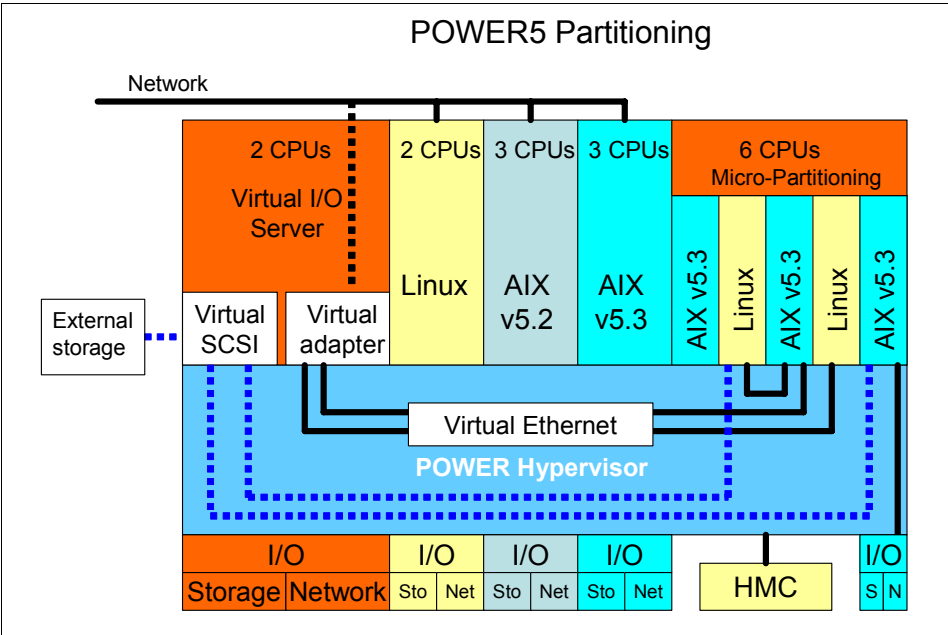 POWER5 Partitioning
Network
2 CPUs
2 CPUs
3 CPUs
3 CPUs
6 CPUs
Micro-Partitioning
Virtual I/O
Server
Linux
AIX
v5.2
AIX
v5.3
AIX v5.3
Linux
AIX v5.3
Linux
AIX v5.3
External
storage
Virtual
SCSI
Virtual
adapter
Virtual Ethernet
POWER Hypervisor
I/O
I/O
I/O
I/O
I/O
Storage
Network
Sto
Net
Sto
Net
Sto
Net
HMC
S
N